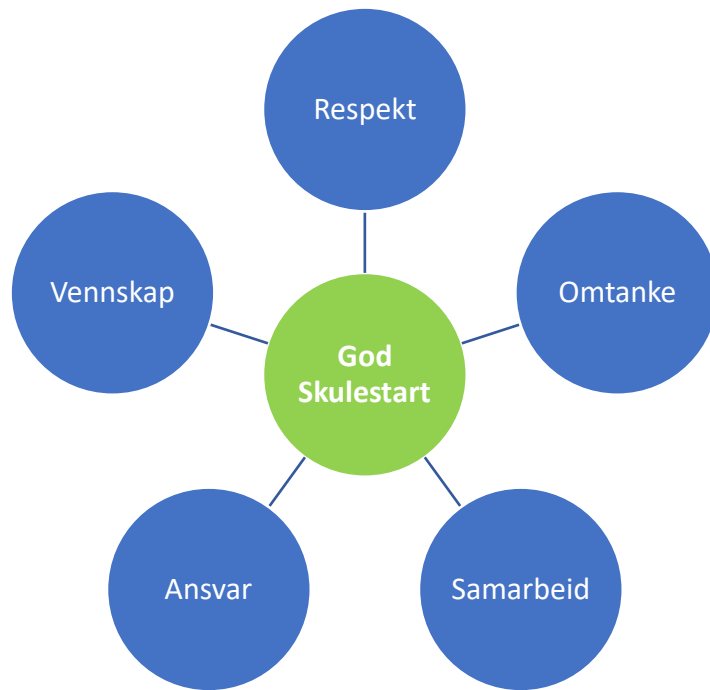 Respekt
Vennskap
Omtanke
God
Skulestart
Ansvar
Samarbeid